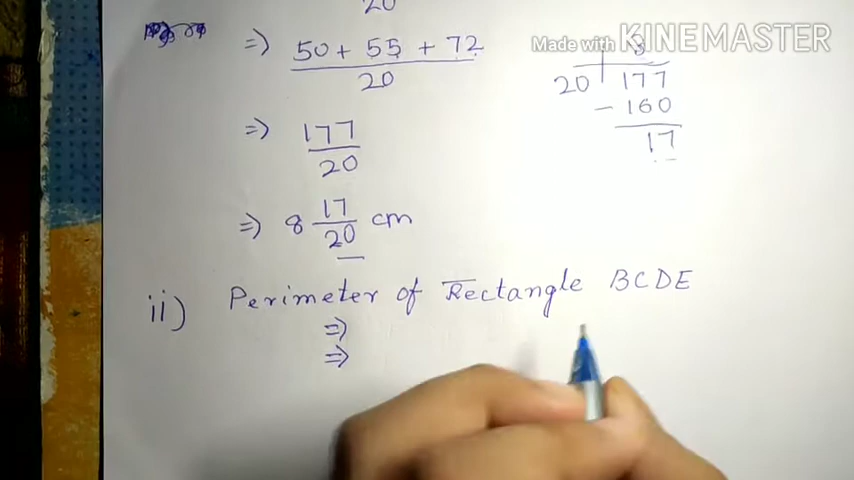 20
=> 50 + 55 + 72
20
Made with KINEMASTER
8
20 177
- 160
17
=> 177
20
=> 8 17/20 cm
ii) Perimeter of Rectangle BCDE
=>
=>